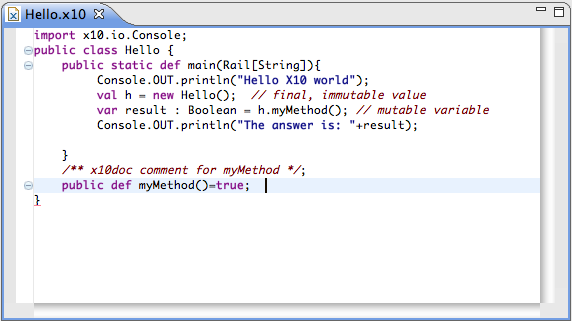 Hello.x10
import x10.io.Console;
public class Hello {
    public static def main(Rail[String]){
         Console.OUT.println("Hello X10 world");
         val h = new Hello();  // final, immutable value
         var result : Boolean = h.myMethod(); // mutable variable
         Console.OUT.println("The answer is: "+result);
    }
    /** x10doc comment for myMethod */;
    public def myMethod()=true;
}